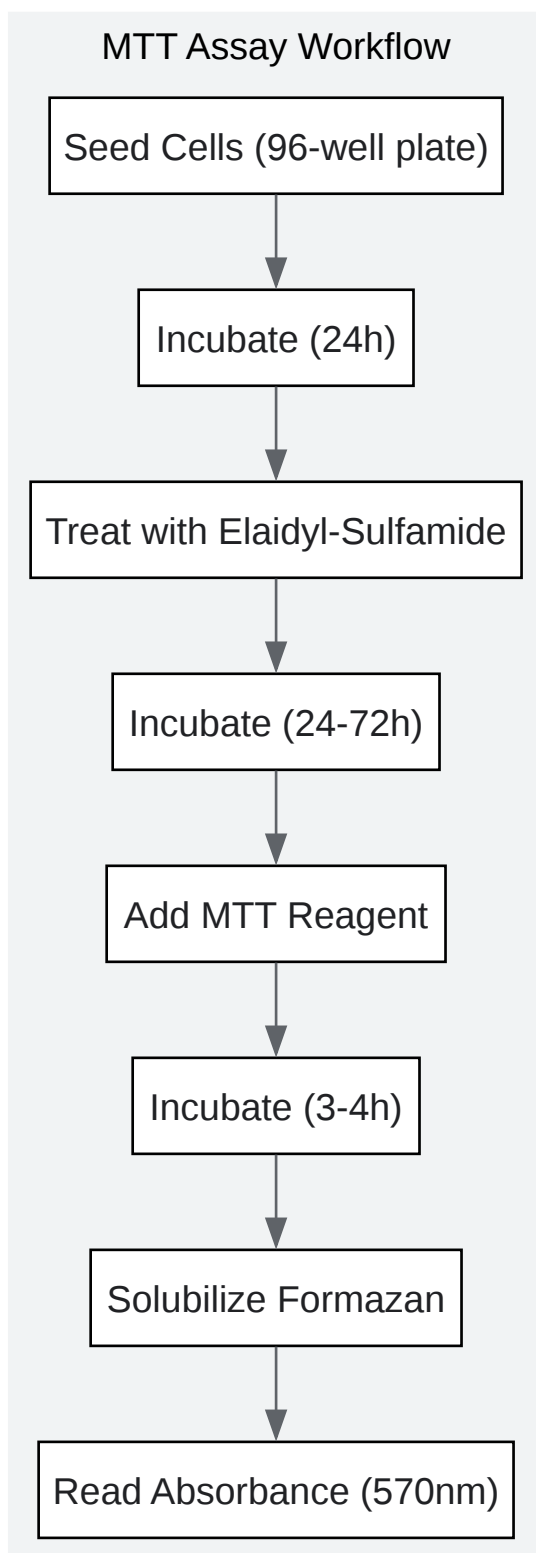 MTT Assay Workflow
Seed Cells (96-well plate)
Incubate (24h)
Treat with Elaidyl-Sulfamide
Incubate (24-72h)
Add MTT Reagent
Incubate (3-4h)
Solubilize Formazan
Read Absorbance (570nm)